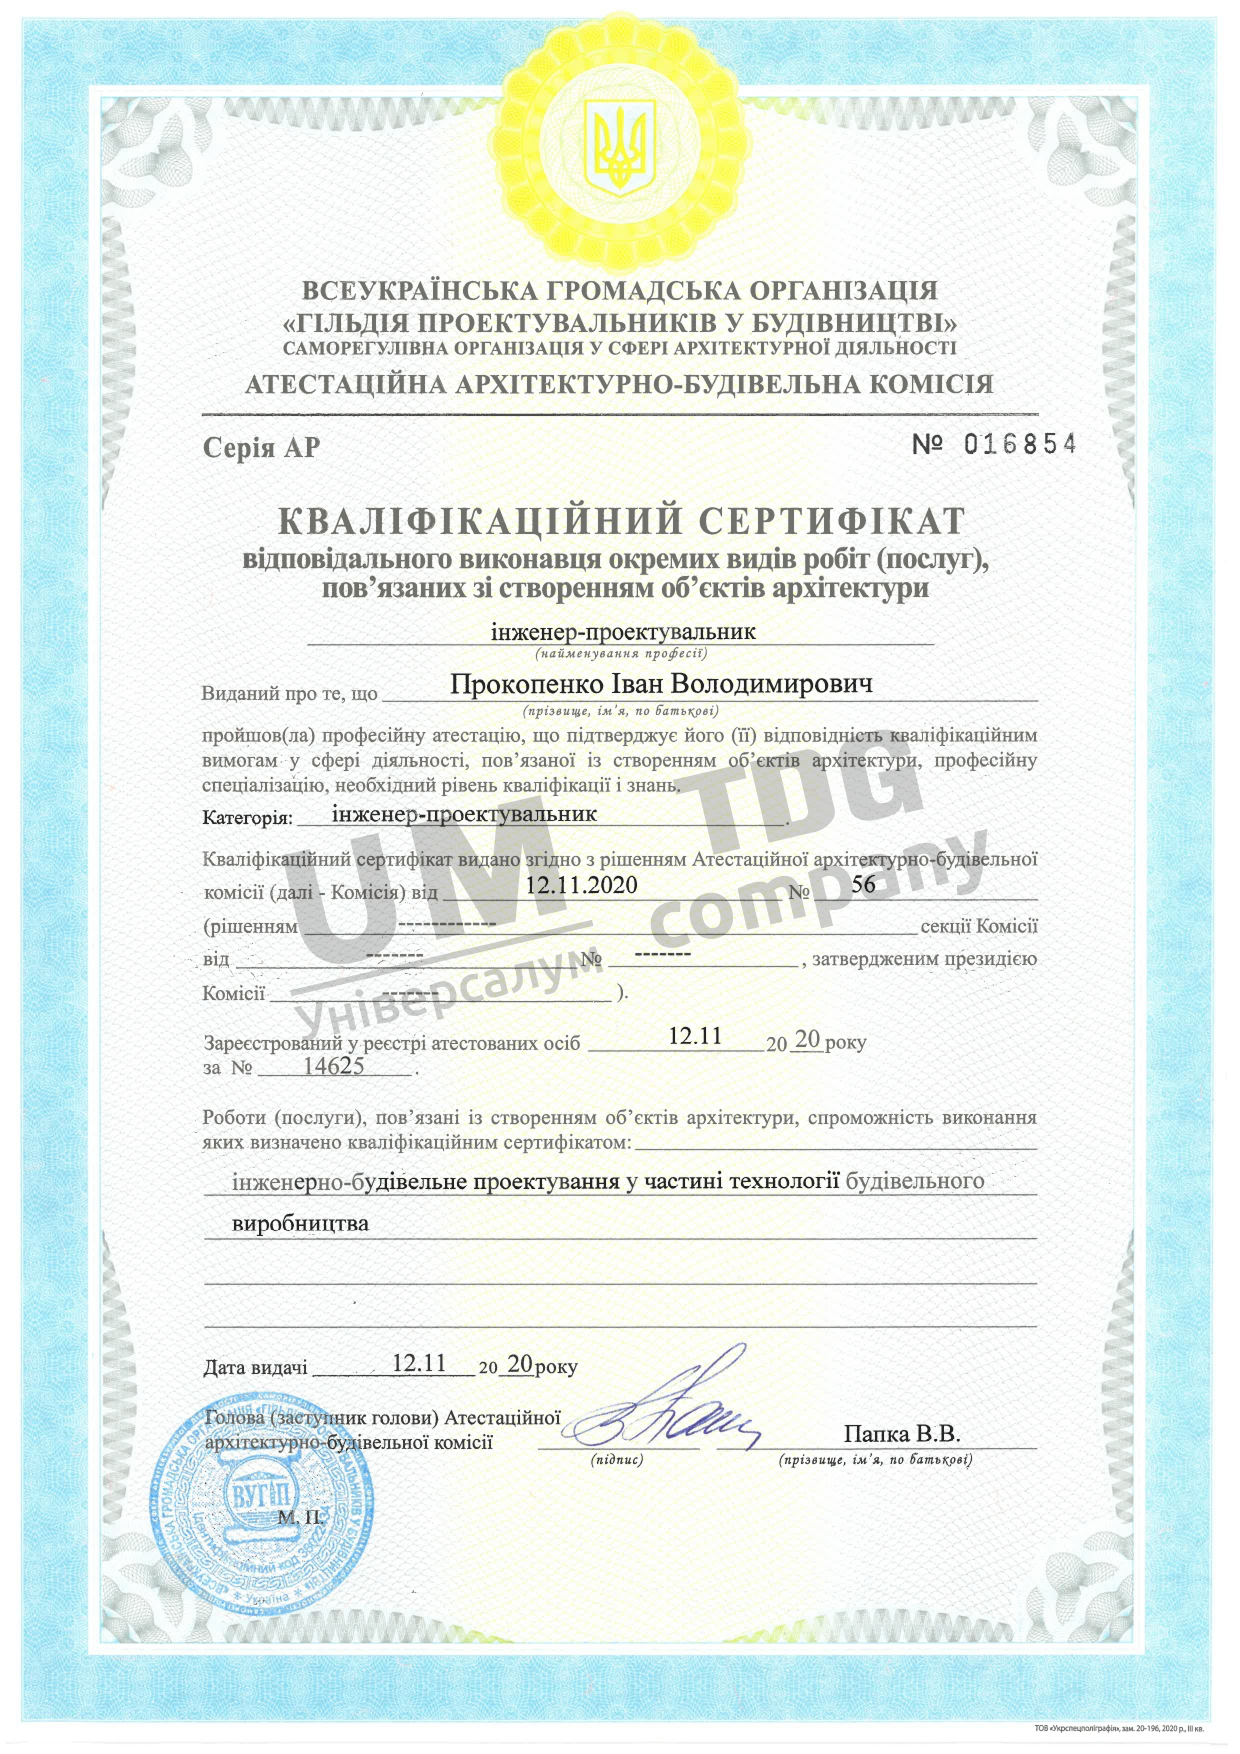 ВСЕУКРАЇНСЬКА ГРОМАДСЬКА ОРГАНІЗАЦІЯ
«ГІЛЬДІЯ ПРОЕКТУВАЛЬНИКІВ У БУДІВНИЦТВІ»
САМОРЕГУЛІВНА ОРГАНІЗАЦІЯ У СФЕРІ АРХІТЕКТУРНОЇ ДІЯЛЬНОСТІ
АТЕСТАЦІЙНА АРХІТЕКТУРНО-БУДІВЕЛЬНА КОМІСІЯ
Серія АР № 016854
КВАЛІФІКАЦІЙНИЙ СЕРТИФІКАТ
відповідального виконавця окремих видів робіт (послуг),
пов’язаних зі створенням об’єктів архітектури
інженер-проектувальник
(найменування професії)
Виданий про те, що Прокопенко Іван Володимирович
(прізвище, ім’я, по батькові)
пройшов(ла) професійну атестацію, що підтверджує його (її) відповідність кваліфікаційним
вимогам у сфері діяльності, пов’язаної із створенням об’єктів архітектури, професійну
спеціалізацію, необхідний рівень кваліфікації і знань.
Категорія: інженер-проектувальник.
UM TDG
company
Універсалум
Кваліфікаційний сертифікат видано згідно з рішенням Атестаційної архітектурно-будівельної
комісії (далі - Комісія) від 12.11.2020 № 56
(рішенням ------------ секції Комісії
від ------- № -------, затвердженим президією
Комісії ------- ).
Зареєстрований у реєстрі атестованих осіб 12.11 2020 року
за № 14625.
Роботи (послуги), пов’язані із створенням об’єктів архітектури, спроможність виконання
яких визначено кваліфікаційним сертифікатом:
інженерно-будівельне проектування у частині технології будівельного
виробництва
Дата видачі 12.11 2020 року
Голова (заступник голови) Атестаційної
архітектурно-будівельної комісії Папка В.В.
(підпис) (прізвище, ім’я, по батькові)
ВУГІП
М. П.
Україна
ТОВ «Укрспецполіграфія», зам. 20-196, 2020 р., III кв.